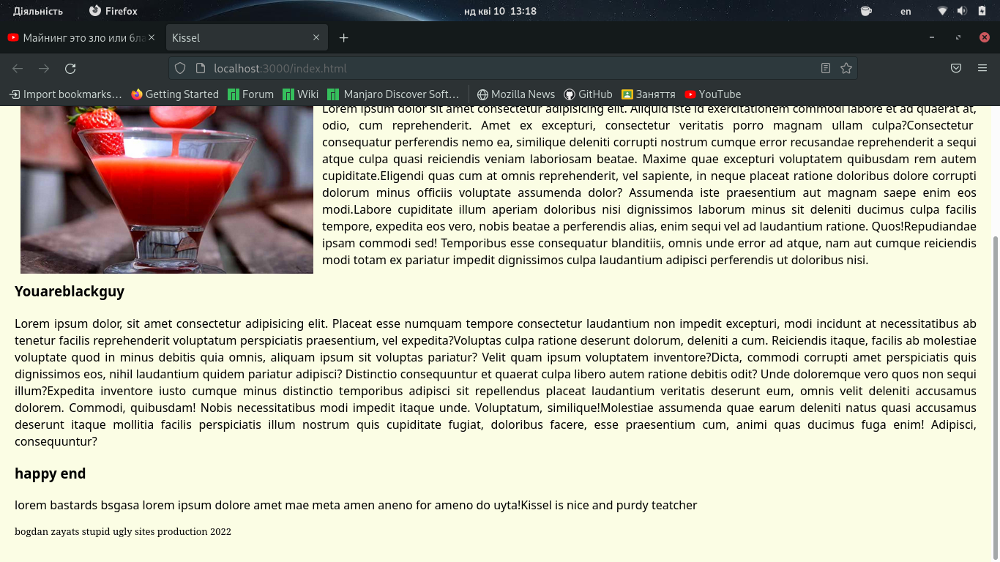 Діяльність Firefox нд кві 10 13:18 en
Майнинг это зло или бла Kissel
localhost:3000/index.html
Import bookmarks… Getting Started Forum Wiki Manjaro Discover Soft… Mozilla News GitHub Заняття YouTube
Lorem ipsum dolor sit amet consectetur adipisicing elit. Aliquid iste id exercitationem commodi labore et ad quaerat at,
odio, cum reprehenderit. Amet ex excepturi, consectetur veritatis porro magnam ullam culpa?Consectetur
consequatur perferendis nemo ea, similique deleniti corrupti nostrum cumque error recusandae reprehenderit a sequi
atque culpa quasi reiciendis veniam laboriosam beatae. Maxime quae excepturi voluptatem quibusdam rem autem
cupiditate.Eligendi quas cum at omnis reprehenderit, vel sapiente, in neque placeat ratione doloribus dolore corrupti
dolorum minus officiis voluptate assumenda dolor? Assumenda iste praesentium aut magnam saepe enim eos
modi.Labore cupiditate illum aperiam doloribus nisi dignissimos laborum minus sit deleniti ducimus culpa facilis
tempore, expedita eos vero, nobis beatae a perferendis alias, enim sequi vel ad laudantium ratione. Quos!Repudiandae
ipsam commodi sed! Temporibus esse consequatur blanditiis, omnis unde error ad atque, nam aut cumque reiciendis
modi totam ex pariatur impedit dignissimos culpa laudantium adipisci perferendis ut doloribus nisi.
Youareblackguy
Lorem ipsum dolor, sit amet consectetur adipisicing elit. Placeat esse numquam tempore consectetur laudantium non impedit excepturi, modi incidunt at necessitatibus ab
tenetur facilis reprehenderit voluptatum perspiciatis praesentium, vel expedita?Voluptas culpa ratione deserunt dolorum, deleniti a cum. Reiciendis itaque, facilis ab molestiae
voluptate quod in minus debitis quia omnis, aliquam ipsum sit voluptas pariatur? Velit quam ipsum voluptatem inventore?Dicta, commodi corrupti amet perspiciatis quis
dignissimos eos, nihil laudantium quidem pariatur adipisci? Distinctio consequuntur et quaerat culpa libero autem ratione debitis odit? Unde doloremque vero quos non sequi
illum?Expedita inventore iusto cumque minus distinctio temporibus adipisci sit repellendus placeat laudantium veritatis deserunt eum, omnis velit deleniti accusamus
dolorem. Commodi, quibusdam! Nobis necessitatibus modi impedit itaque unde. Voluptatum, similique!Molestiae assumenda quae earum deleniti natus quasi accusamus
deserunt itaque mollitia facilis perspiciatis illum nostrum quis cupiditate fugiat, doloribus facere, esse praesentium cum, animi quas ducimus fuga enim! Adipisci,
consequuntur?
happy end
lorem bastards bsgasa lorem ipsum dolore amet mae meta amen aneno for ameno do uyta!Kissel is nice and purdy teatcher
bogdan zayats stupid ugly sites production 2022